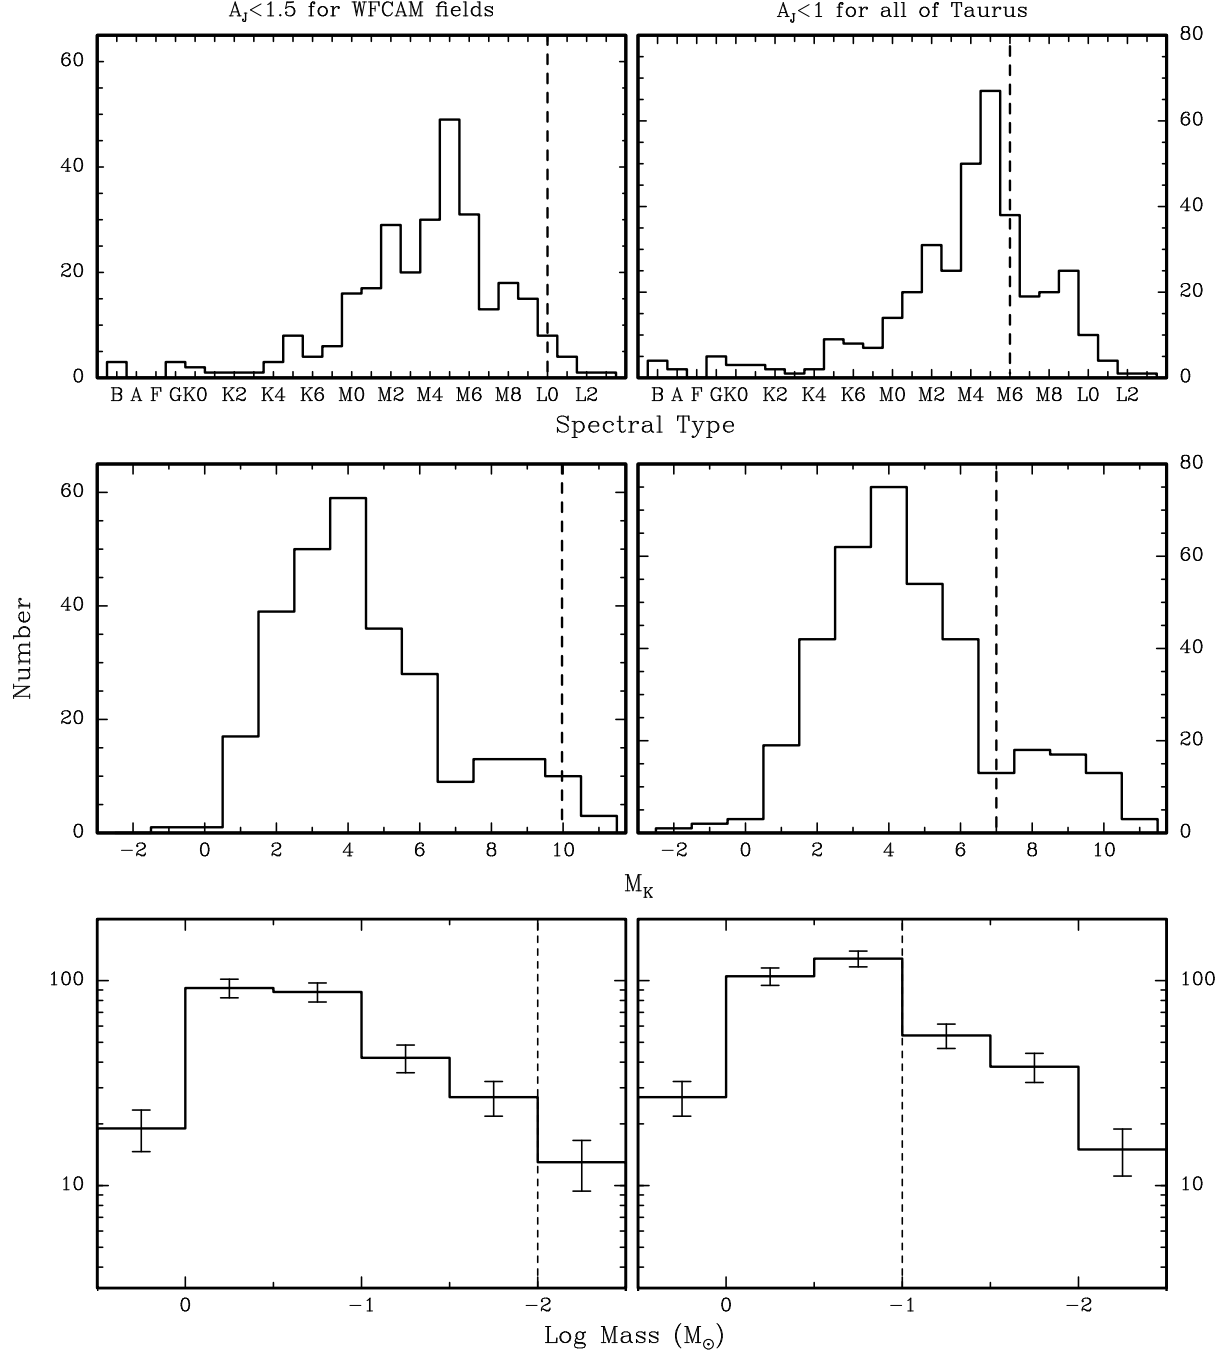 A_J<1.5 for WFCAM fields
A_J<1 for all of Taurus
60
40
20
0
80
60
40
20
0
B A F GK0 K2 K4 K6 M0 M2 M4 M6 M8 L0 L2
B A F GK0 K2 K4 K6 M0 M2 M4 M6 M8 L0 L2
Spectral Type
Number
60
40
20
0
80
60
40
20
0
−2 0 2 4 6 8 10
−2 0 2 4 6 8 10
M_K
100
10
100
10
0 −1 −2
0 −1 −2
Log Mass (M_⊙)